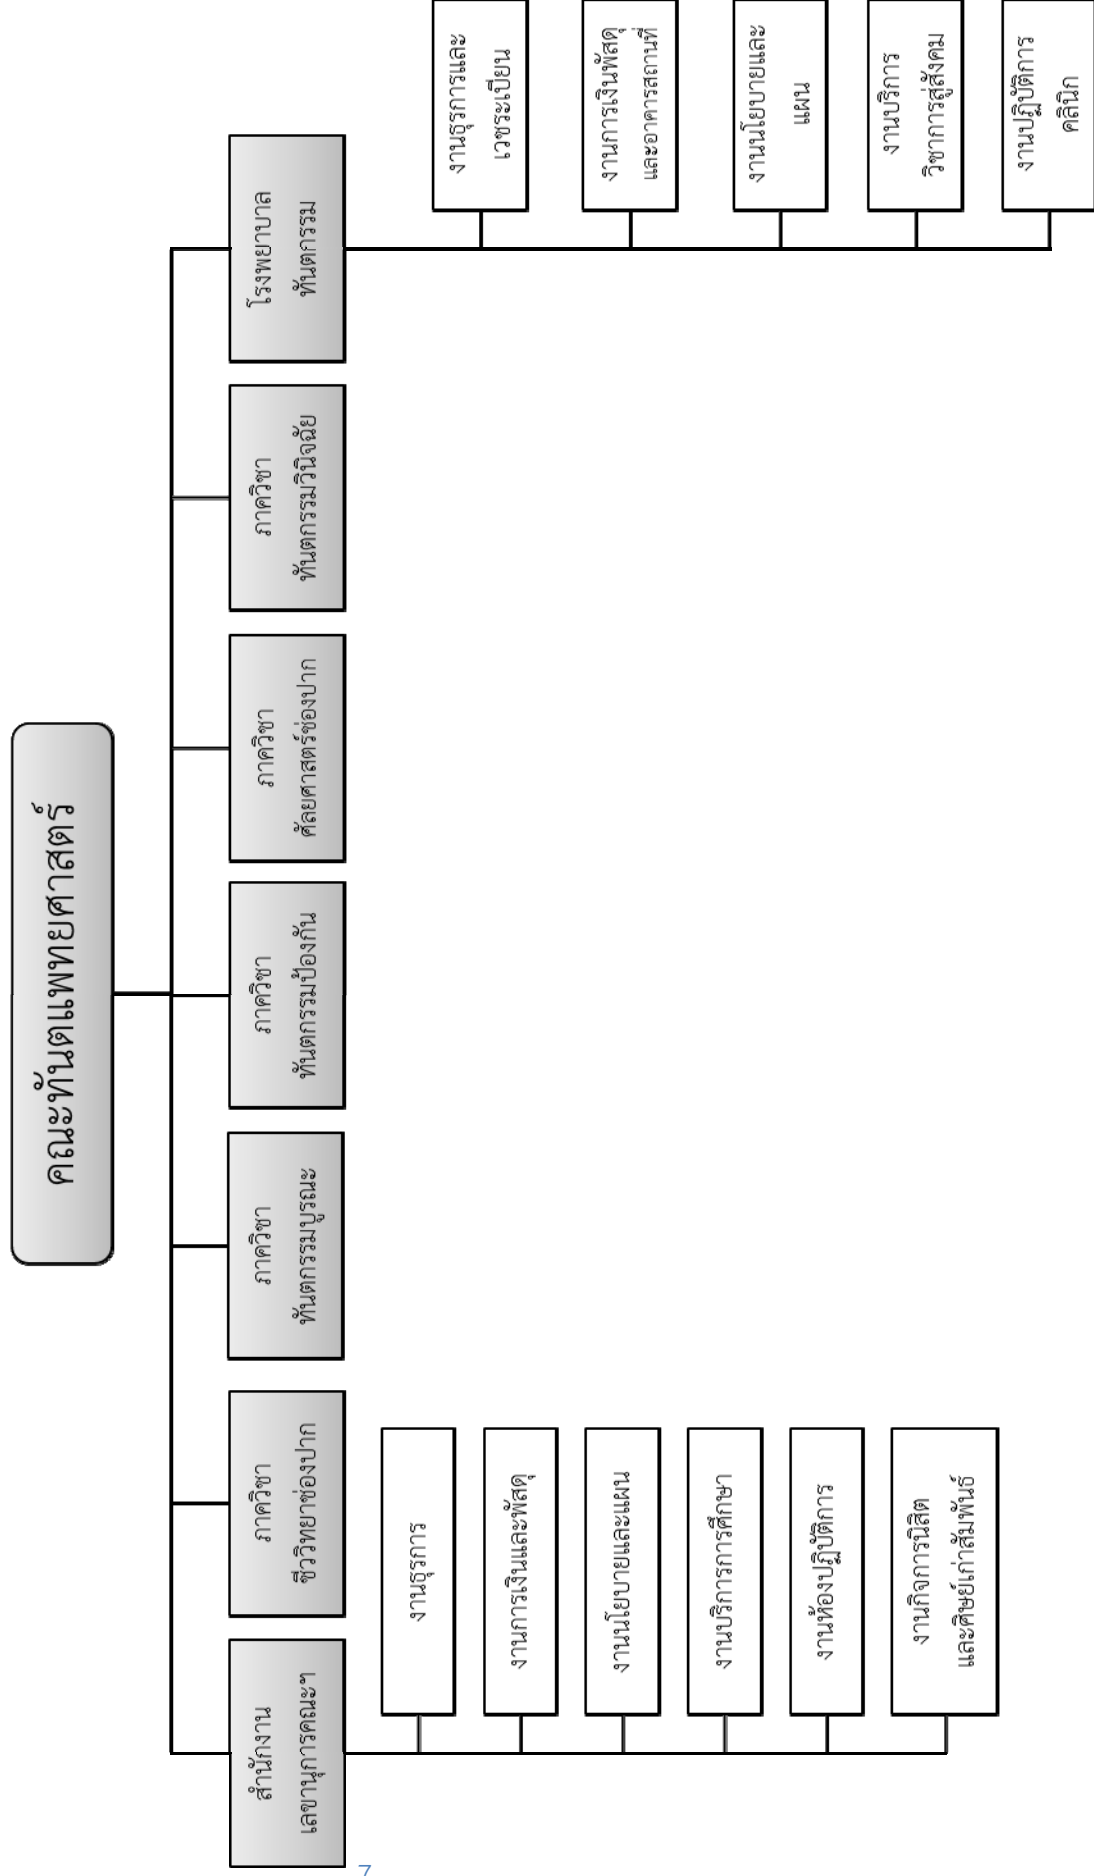 คณะทันตแพทยศาสตร์
สำนักงาน
เลขานุการคณะฯ
ภาควิชา
ชีววิทยาช่องปาก
ภาควิชา
ทันตกรรมบูรณะ
ภาควิชา
ทันตกรรมป้องกัน
ภาควิชา
ศัลยศาสตร์ช่องปาก
ภาควิชา
ทันตกรรมวินิจฉัย
โรงพยาบาล
ทันตกรรม
งานธุรการ
งานการเงินและพัสดุ
งานนโยบายและแผน
งานบริการการศึกษา
งานห้องปฏิบัติการ
งานกิจการนิสิต
และศิษย์เก่าสัมพันธ์
งานธุรการและ
เวชระเบียน
งานการเงินพัสดุ
และอาคารสถานที่
งานนโยบายและ
แผน
งานบริการ
วิชาการสู่สังคม
งานปฏิบัติการ
คลินิก
7